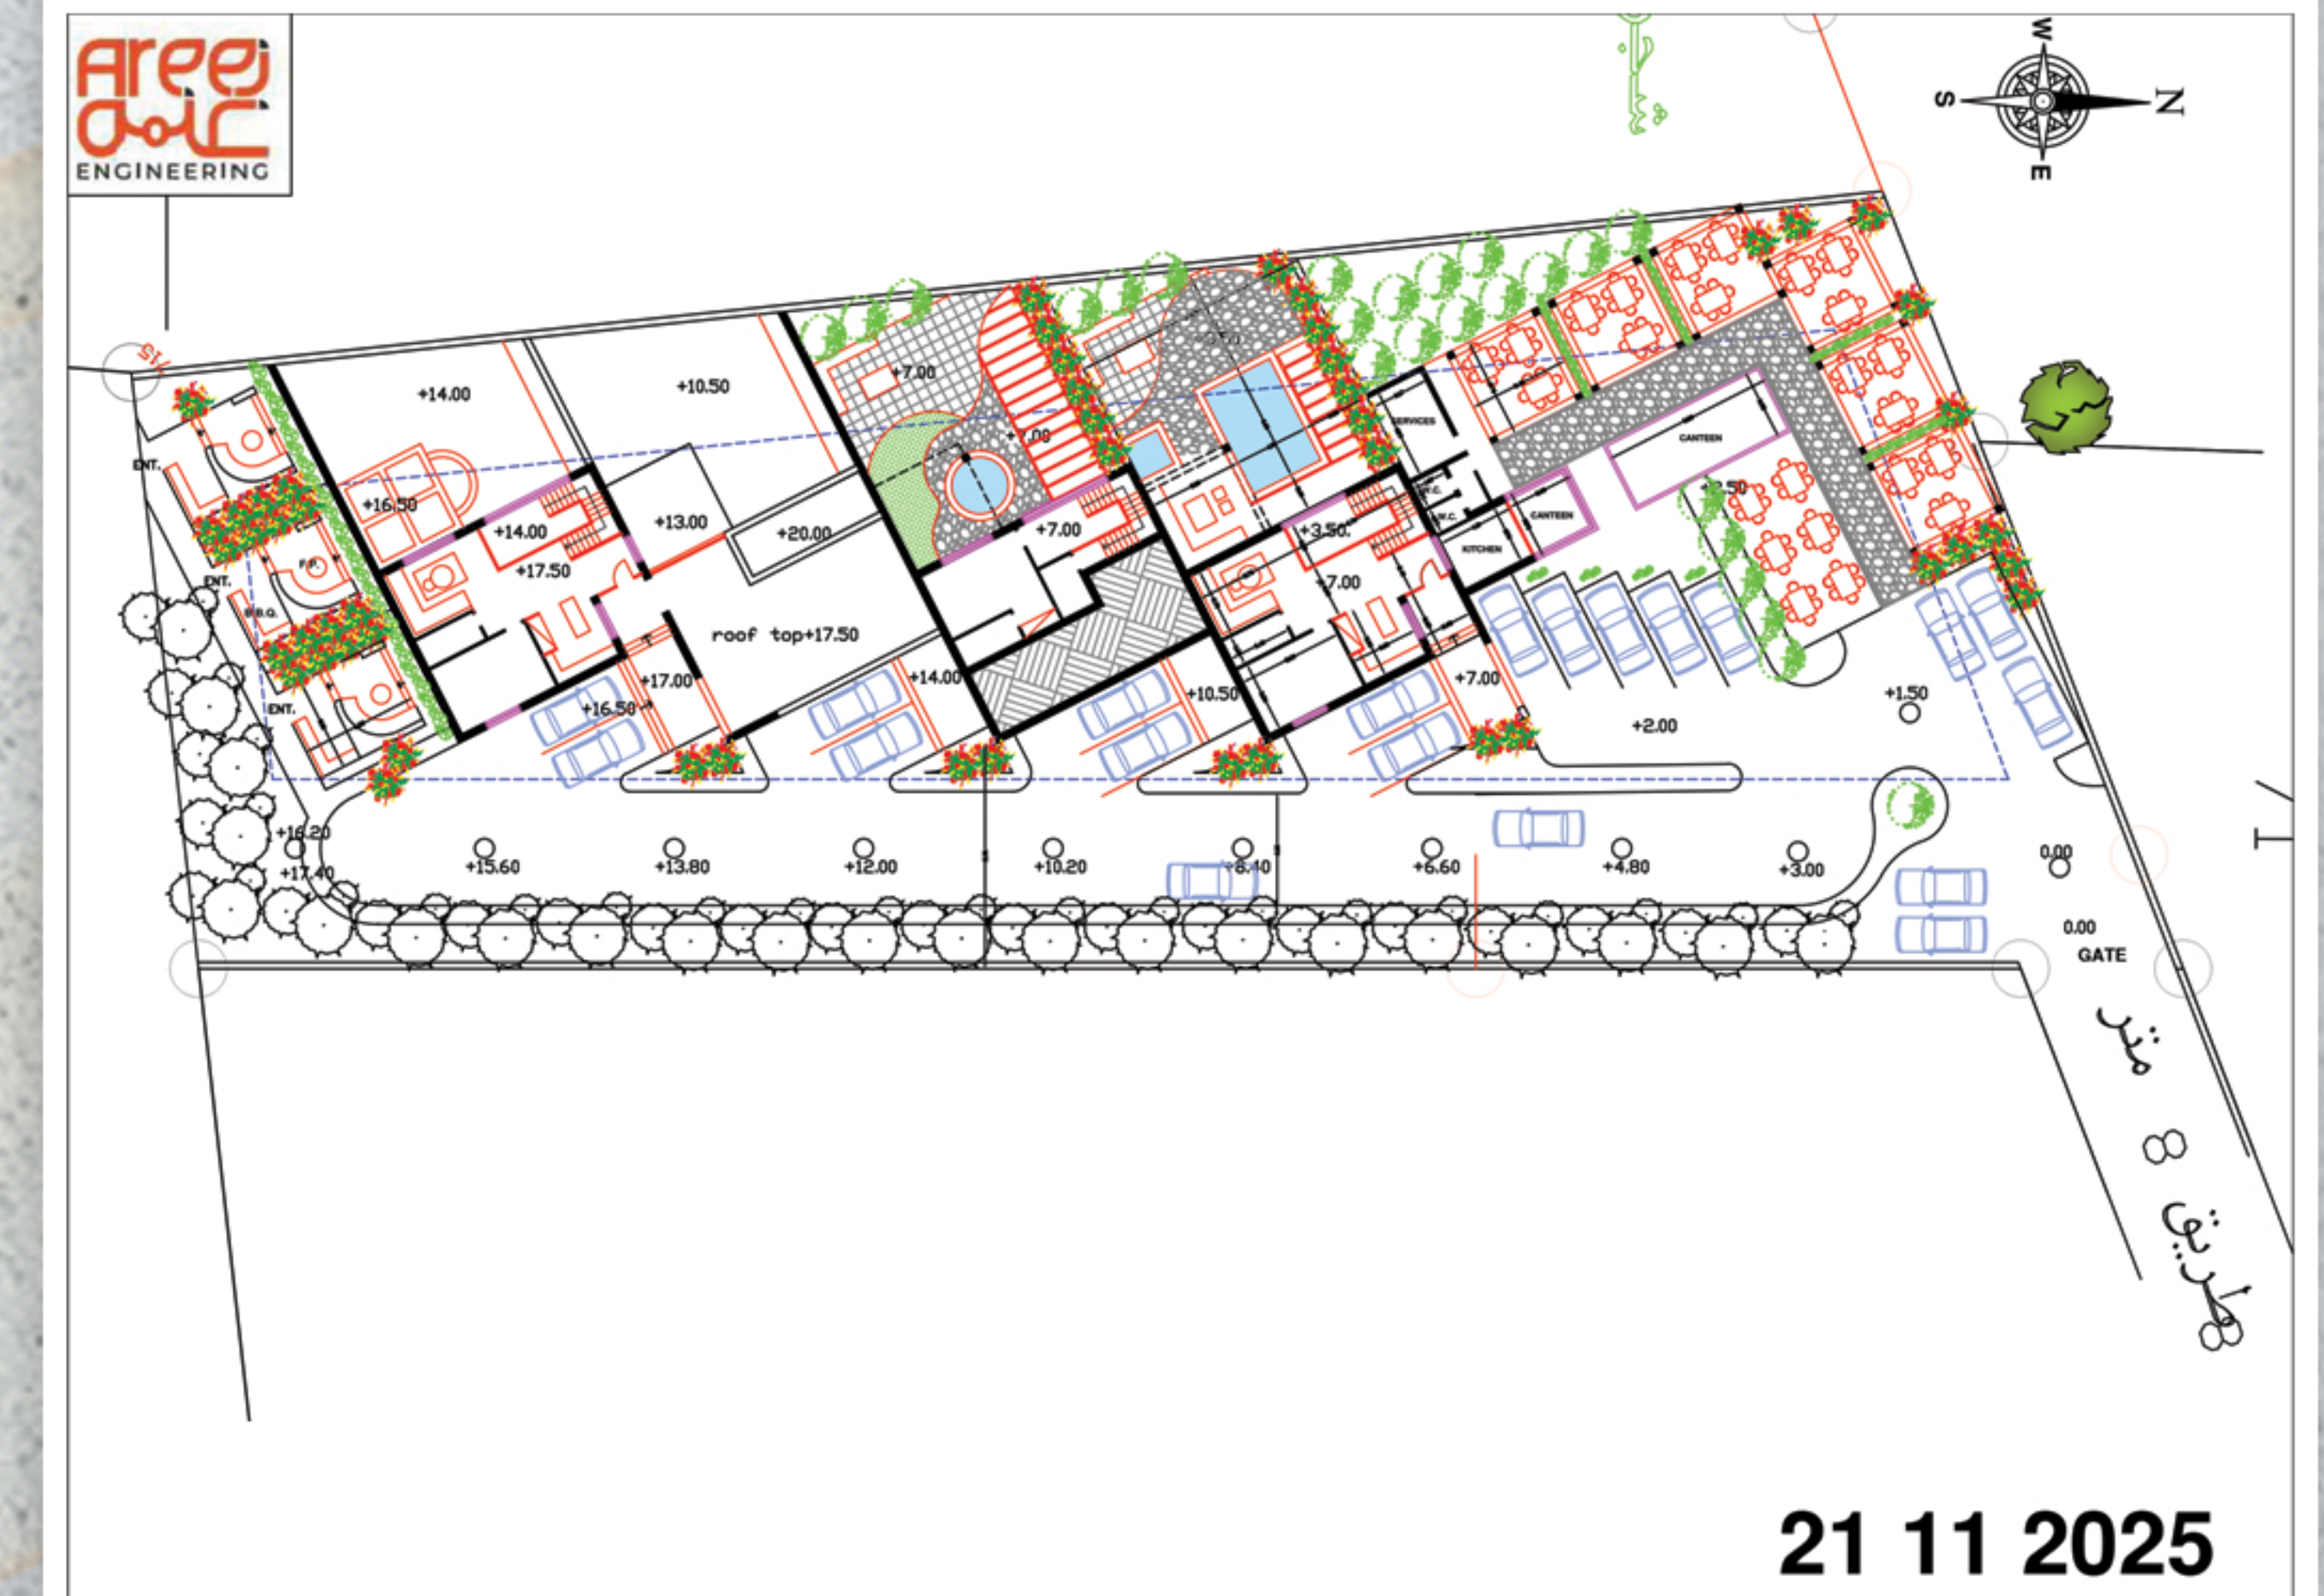 Areej
عـريـج
ENGINEERING
W
S
N
E
715
+14.00
+10.50
+7.00
+7.00
ENT.
+16.50
+14.00
+13.00
+20.00
+7.00
+3.50
+17.50
+7.00
SERVICES
CANTEEN
W.C.
W.C.
CANTEEN
KITCHEN
ENT.
F.P.
B.B.Q.
ENT.
roof top+17.50
+17.00
+16.50
+14.00
+10.50
+7.00
+2.00
+1.50
+16.20
+17.40
+15.60
+13.80
+12.00
+10.20
+8.40
+6.60
+4.80
+3.00
0.00
0.00
GATE
طريق 8 متر
8
21 11 2025